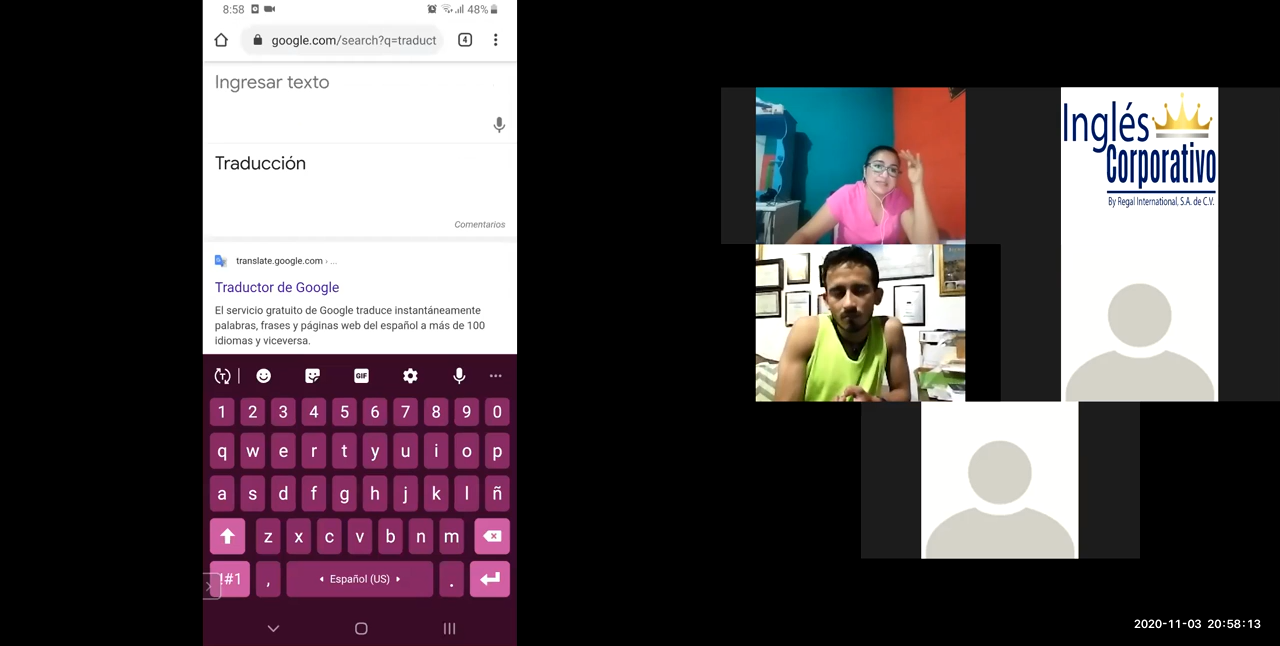 8:58 48%
google.com/search?q=traduct 4
Ingresar texto
Traducción
Comentarios
translate.google.com › ...
Traductor de Google
El servicio gratuito de Google traduce instantáneamente
palabras, frases y páginas web del español a más de 100
idiomas y viceversa.
T GIF ...
1 2 3 4 5 6 7 8 9 0
q w e r t y u i o p
a s d f g h j k l ñ
z x c v b n m
!#1 , Español (US) .
Inglés
Corporativo
By Regal International, S.A. de C.V.
2020-11-03 20:58:13